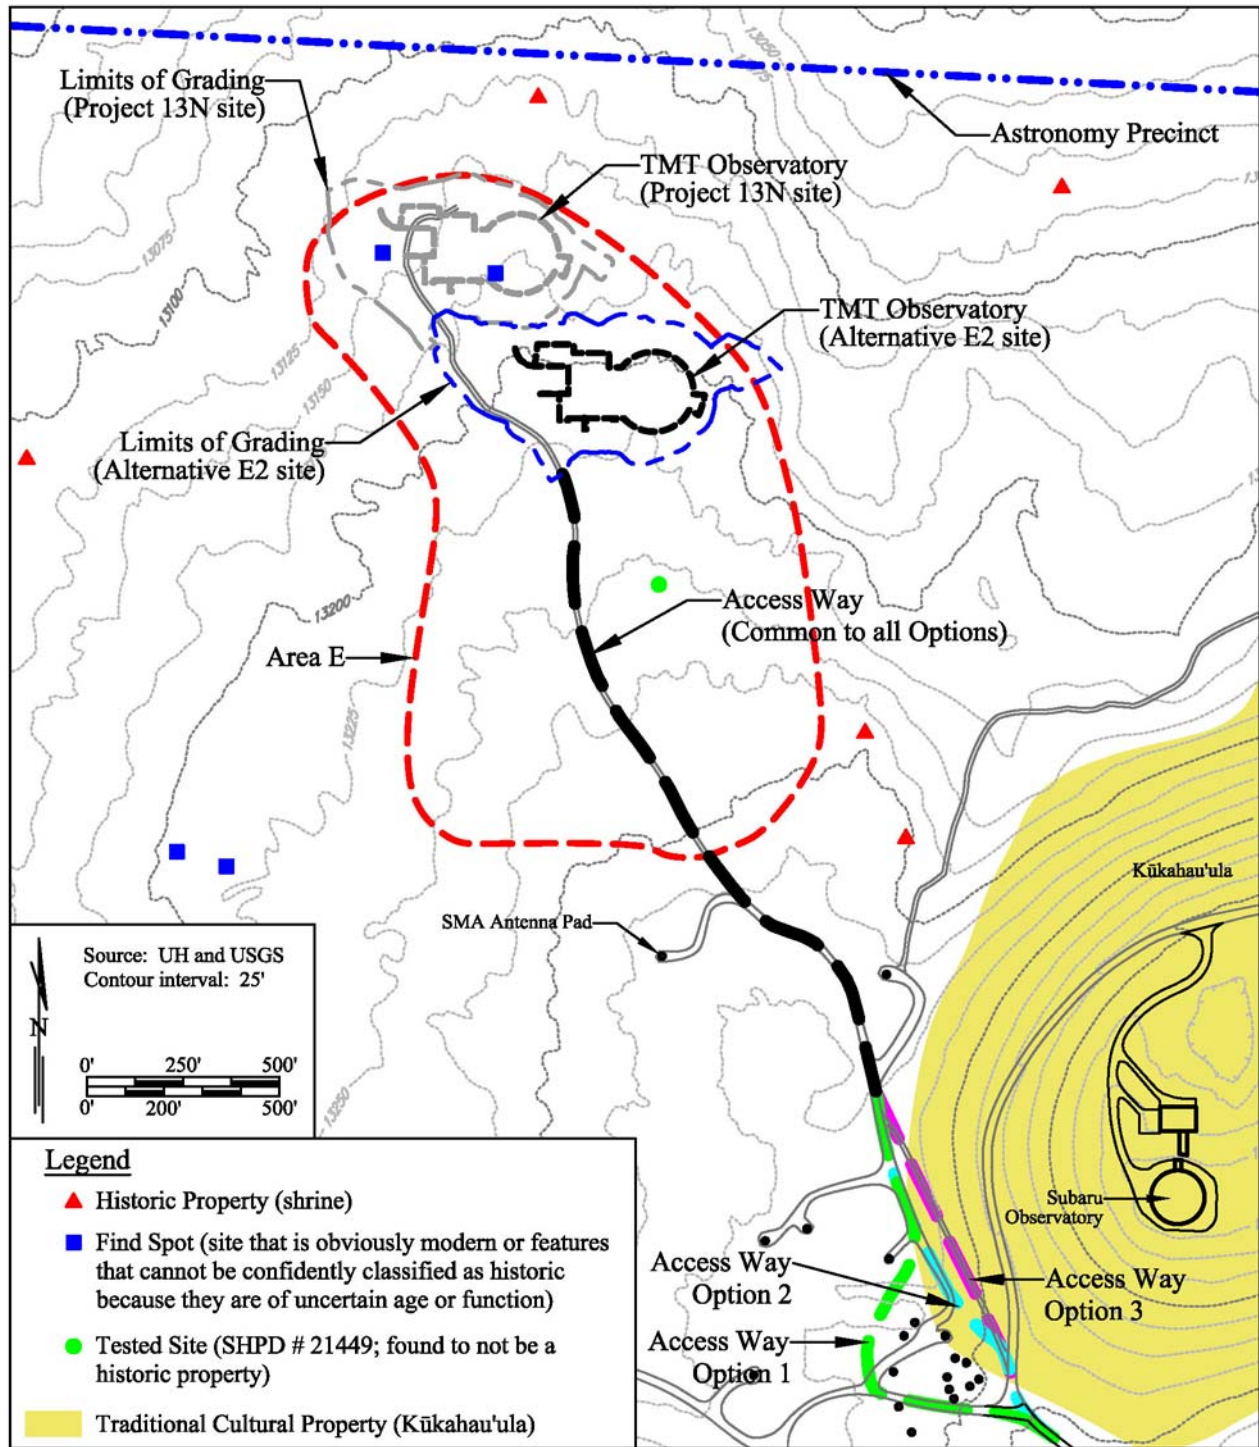 13050
13075
Limits of Grading
(Project 13N site)
Astronomy Precinct
TMT Observatory
(Project 13N site)
13075
13100
TMT Observatory
(Alternative E2 site)
13125
13150
Limits of Grading
(Alternative E2 site)
13200
Access Way
(Common to all Options)
Area E
13225
Kūkahau'ula
SMA Antenna Pad
Source: UH and USGS
Contour interval: 25'
N
0' 250' 500'
0' 200' 500'
13250
Legend
Historic Property (shrine)
Find Spot (site that is obviously modern or features
that cannot be confidently classified as historic
because they are of uncertain age or function)
Tested Site (SHPD # 21449; found to not be a
historic property)
Traditional Cultural Property (Kūkahau'ula)
Subaru
Observatory
Access Way
Option 2
Access Way
Option 3
Access Way
Option 1